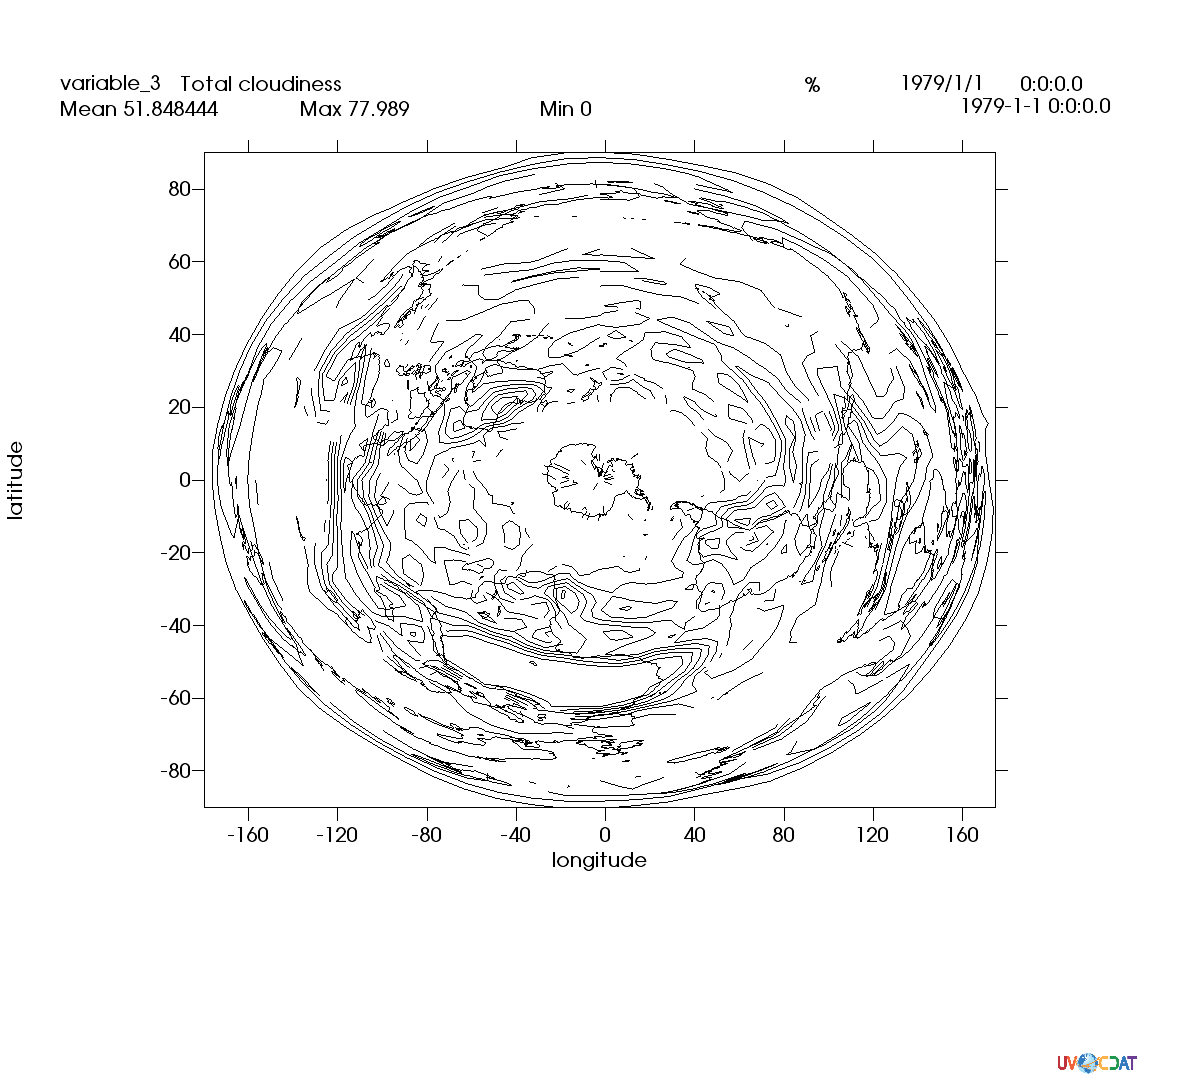 variable_3 Total cloudiness % 1979/1/1 0:0:0.0
Mean 51.848444 Max 77.989 Min 0 1979-1-1 0:0:0.0
80
60
40
20
0
-20
-40
-60
-80
latitude
-160 -120 -80 -40 0 40 80 120 160
longitude
UV CDAT